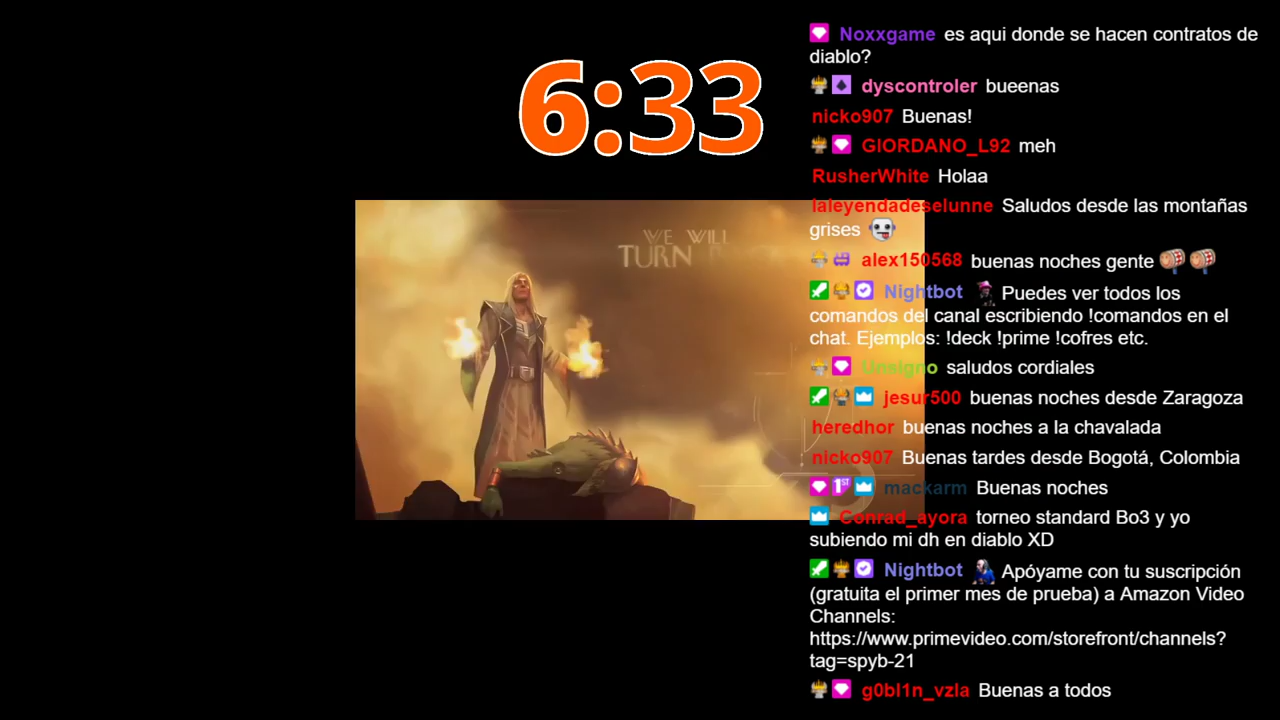 6:33
WE WILL
TURN
Noxxgame es aqui donde se hacen contratos de
diablo?
dyscontroler bueenas
nicko907 Buenas!
GIORDANO_L92 meh
RusherWhite Holaa
laleyendadeselunne Saludos desde las montañas
grises
alex150568 buenas noches gente
Nightbot Puedes ver todos los
comandos del canal escribiendo !comandos en el
chat. Ejemplos: !deck !prime !cofres etc.
Unsigno saludos cordiales
jesur500 buenas noches desde Zaragoza
heredhor buenas noches a la chavalada
nicko907 Buenas tardes desde Bogotá, Colombia
1ST mackarm Buenas noches
Conrad_ayora torneo standard Bo3 y yo
subiendo mi dh en diablo XD
Nightbot Apóyame con tu suscripción
(gratuita el primer mes de prueba) a Amazon Video
Channels:
https://www.primevideo.com/storefront/channels?
tag=spyb-21
g0bl1n_vzla Buenas a todos